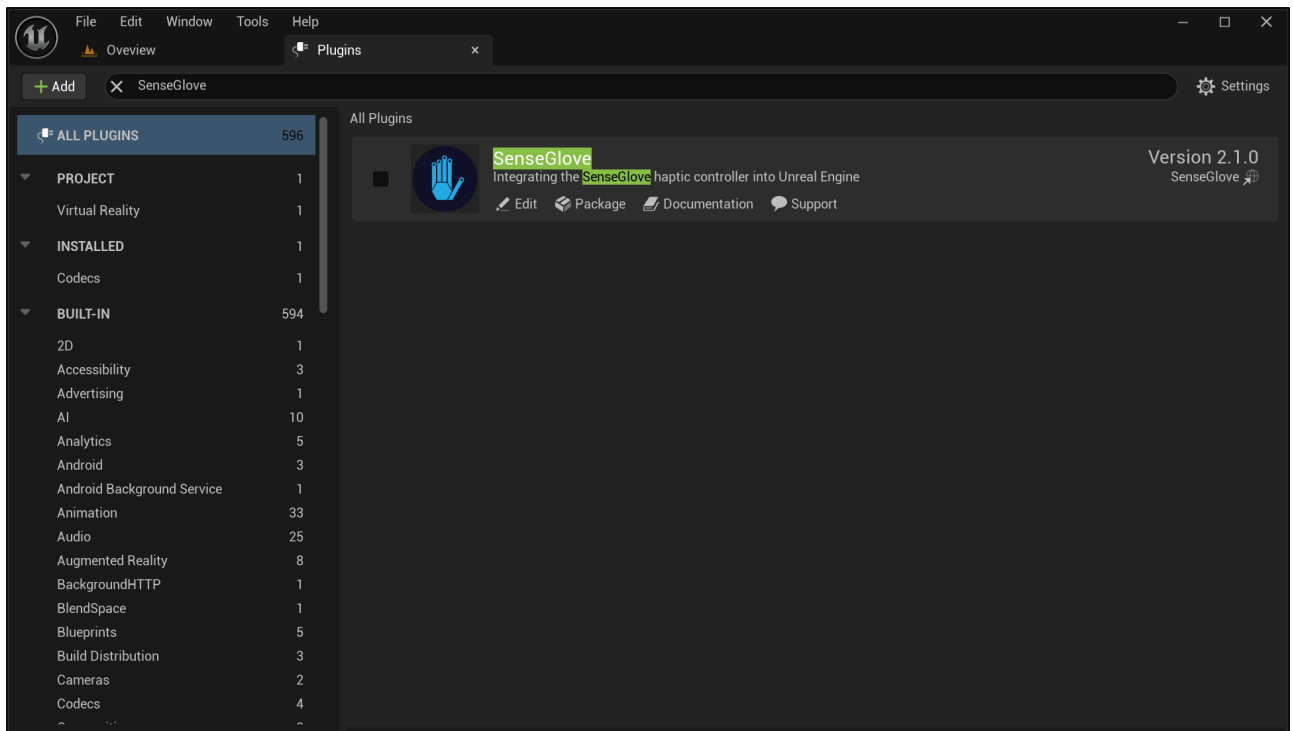 File Edit Window Tools Help
Oveview Plugins
Add SenseGlove Settings
ALL PLUGINS 596
PROJECT 1
Virtual Reality 1
INSTALLED 1
Codecs 1
BUILT-IN 594
2D 1
Accessibility 3
Advertising 1
AI 10
Analytics 5
Android 3
Android Background Service 1
Animation 33
Audio 25
Augmented Reality 8
BackgroundHTTP 1
BlendSpace 1
Blueprints 5
Build Distribution 3
Cameras 2
Codecs 4
All Plugins
SenseGlove Version 2.1.0
Integrating the SenseGlove haptic controller into Unreal Engine SenseGlove
Edit Package Documentation Support